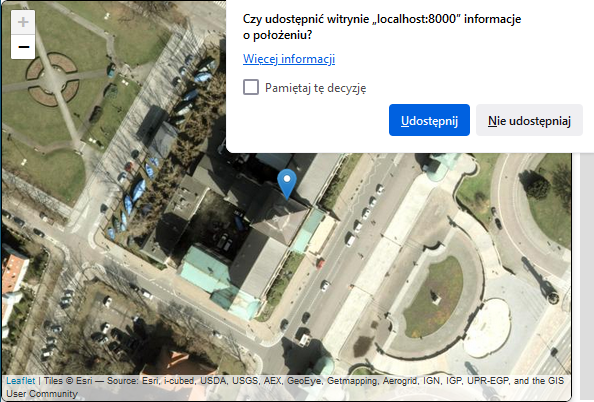 Czy udostępnić witrynie „localhost:8000” informacje
o położeniu?
Więcej informacji
Pamiętaj tę decyzję
Udostępnij
Nie udostępniaj
+
−
Leaflet | Tiles © Esri — Source: Esri, i-cubed, USDA, USGS, AEX, GeoEye, Getmapping, Aerogrid, IGN, IGP, UPR-EGP, and the GIS
User Community